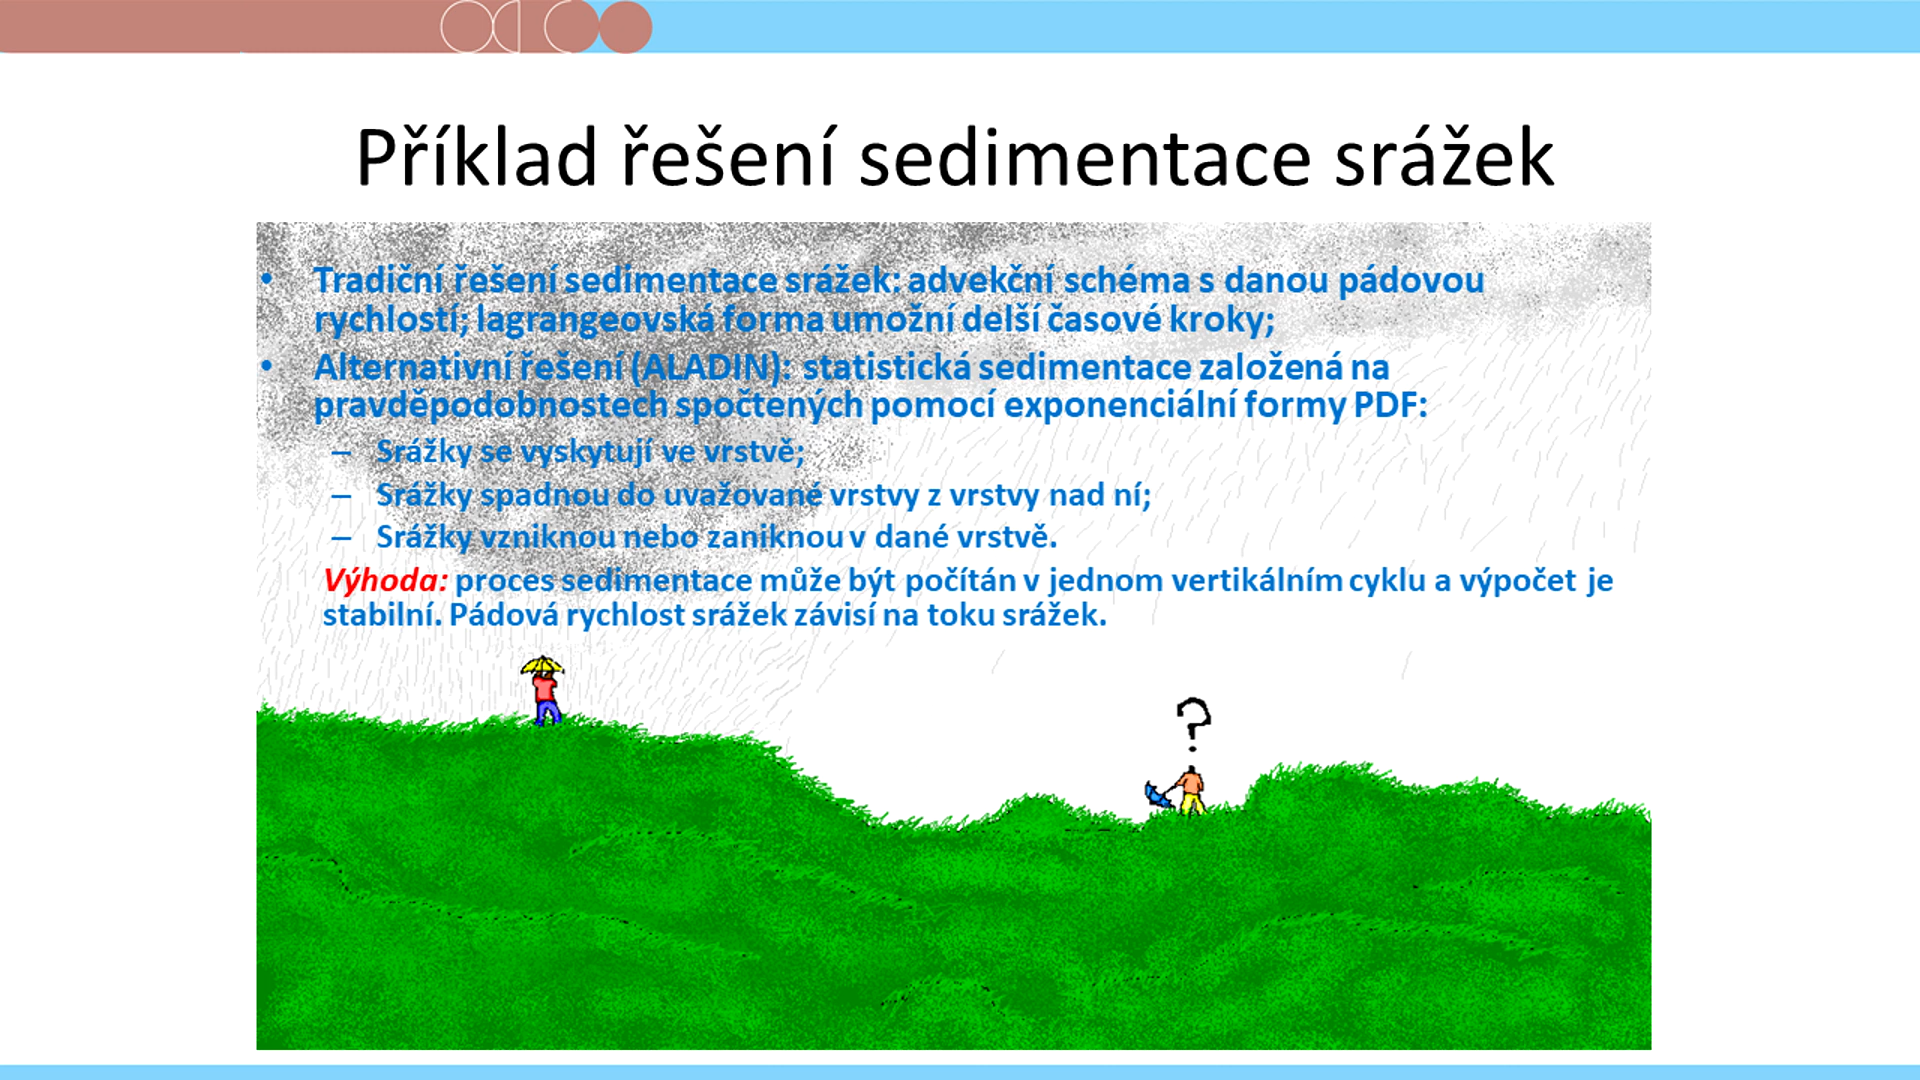 Příklad řešení sedimentace srážek
• Tradiční řešení sedimentace srážek: advekční schéma s danou pádovou
rychlostí; lagrangeovská forma umožní delší časové kroky;
• Alternativní řešení (ALADIN): statistická sedimentace založená na
pravděpodobnostech spočtených pomocí exponenciální formy PDF:
– Srážky se vyskytují ve vrstvě;
– Srážky spadnou do uvažované vrstvy z vrstvy nad ní;
– Srážky vzniknou nebo zaniknou v dané vrstvě.
Výhoda: proces sedimentace může být počítán v jednom vertikálním cyklu a výpočet je
stabilní. Pádová rychlost srážek závisí na toku srážek.
?